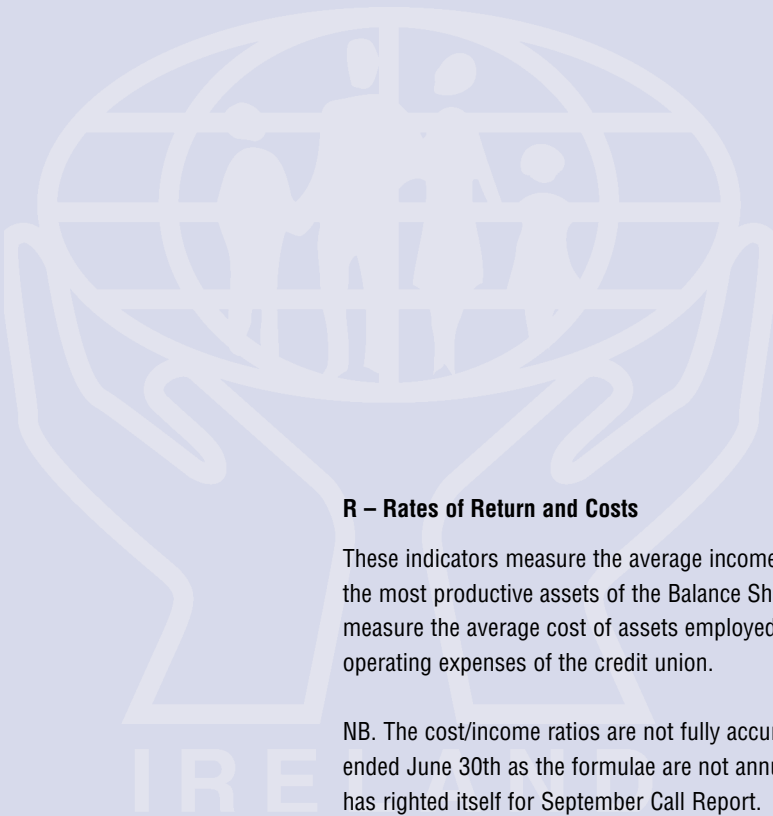 R – Rates of Return and Costs
These indicators measure the average income
the most productive assets of the Balance Sh
measure the average cost of assets employed
operating expenses of the credit union.
NB. The cost/income ratios are not fully accu
ended June 30th as the formulae are not annu
has righted itself for September Call Report.
IRELAND